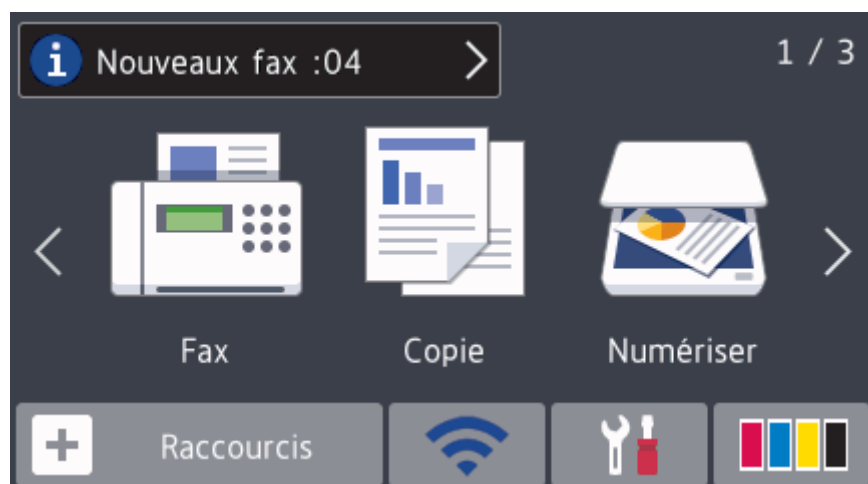 Nouveaux fax :04
1 / 3
Fax
Copie
Numériser
Raccourcis